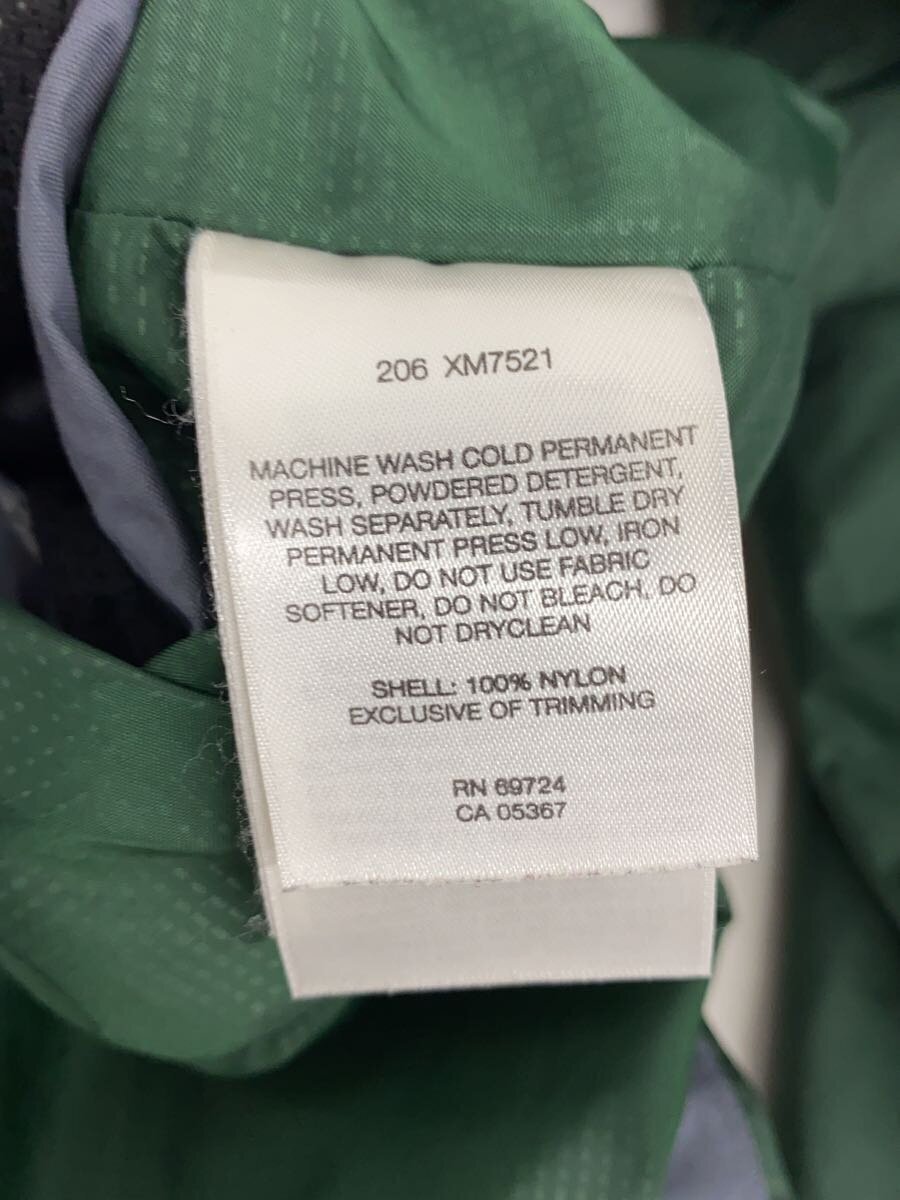 206 XM7521
MACHINE WASH COLD PERMANENT
PRESS, POWDERED DETERGENT,
WASH SEPARATELY, TUMBLE DRY
PERMANENT PRESS LOW, IRON
LOW, DO NOT USE FABRIC
SOFTENER, DO NOT BLEACH, DO
NOT DRYCLEAN
SHELL: 100% NYLON
EXCLUSIVE OF TRIMMING
RN 69724
CA 05367